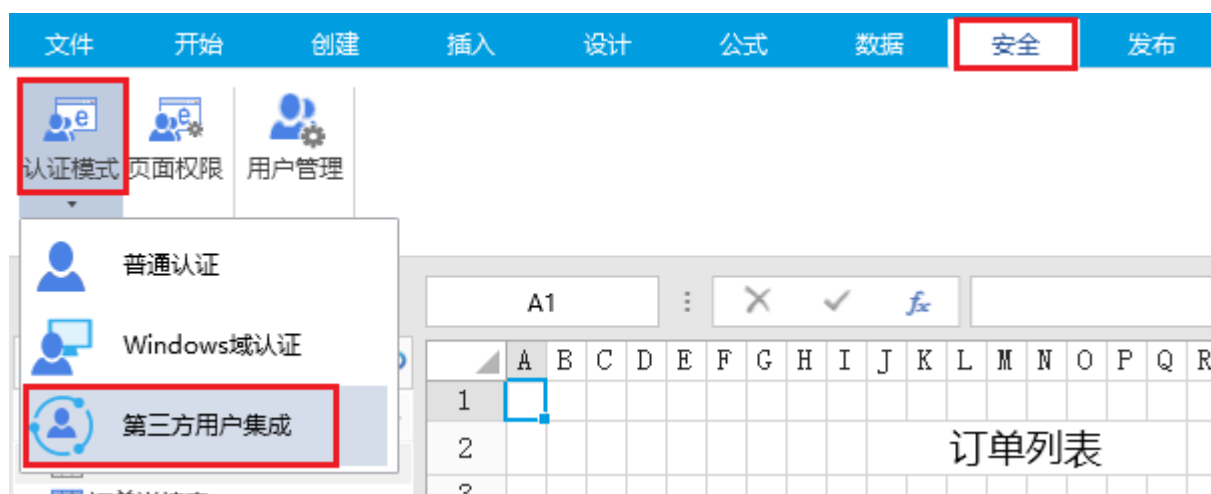 文件 开始 创建 插入 设计 公式 数据 安全 发布
认证模式 页面权限 用户管理
普通认证
Windows域认证
第三方用户集成
A1 fx
A B C D E F G H I J K L M N O P Q R
1
2 订单列表